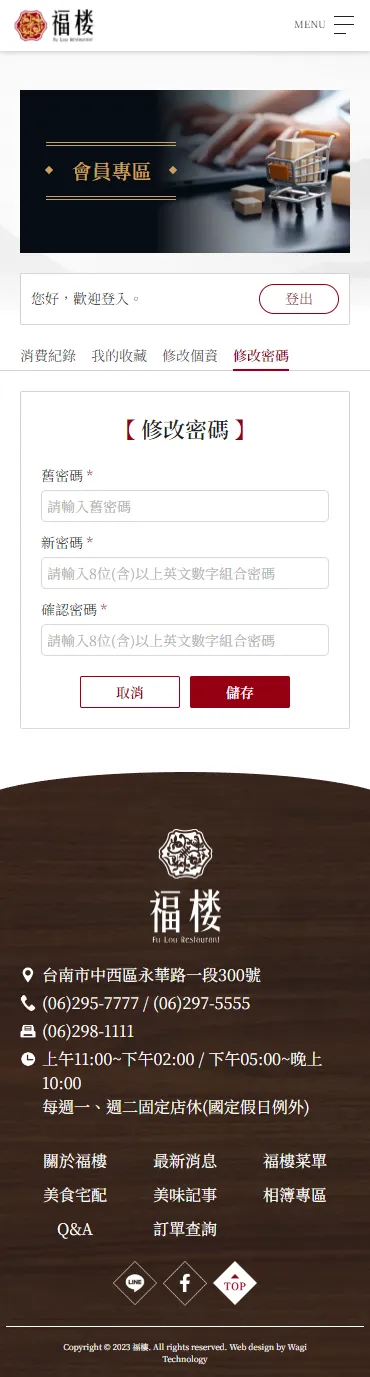 福楼
Fu Lou Restaurant
MENU
會員專區
您好，歡迎登入。
登出
消費紀錄 我的收藏 修改個資 修改密碼
【 修改密碼 】
舊密碼 *
請輸入舊密碼
新密碼 *
請輸入8位(含)以上英文數字組合密碼
確認密碼 *
請輸入8位(含)以上英文數字組合密碼
取消 儲存
福楼
Fu Lou Restaurant
台南市中西區永華路一段300號
(06)295-7777 / (06)297-5555
(06)298-1111
上午11:00~下午02:00 / 下午05:00~晚上
10:00
每週一、週二固定店休(國定假日例外)
關於福樓 最新消息 福樓菜單
美食宅配 美味記事 相簿專區
Q&A 訂單查詢
LINE
TOP
Copyright © 2023 福樓. All rights reserved. Web design by Wagi
Technology